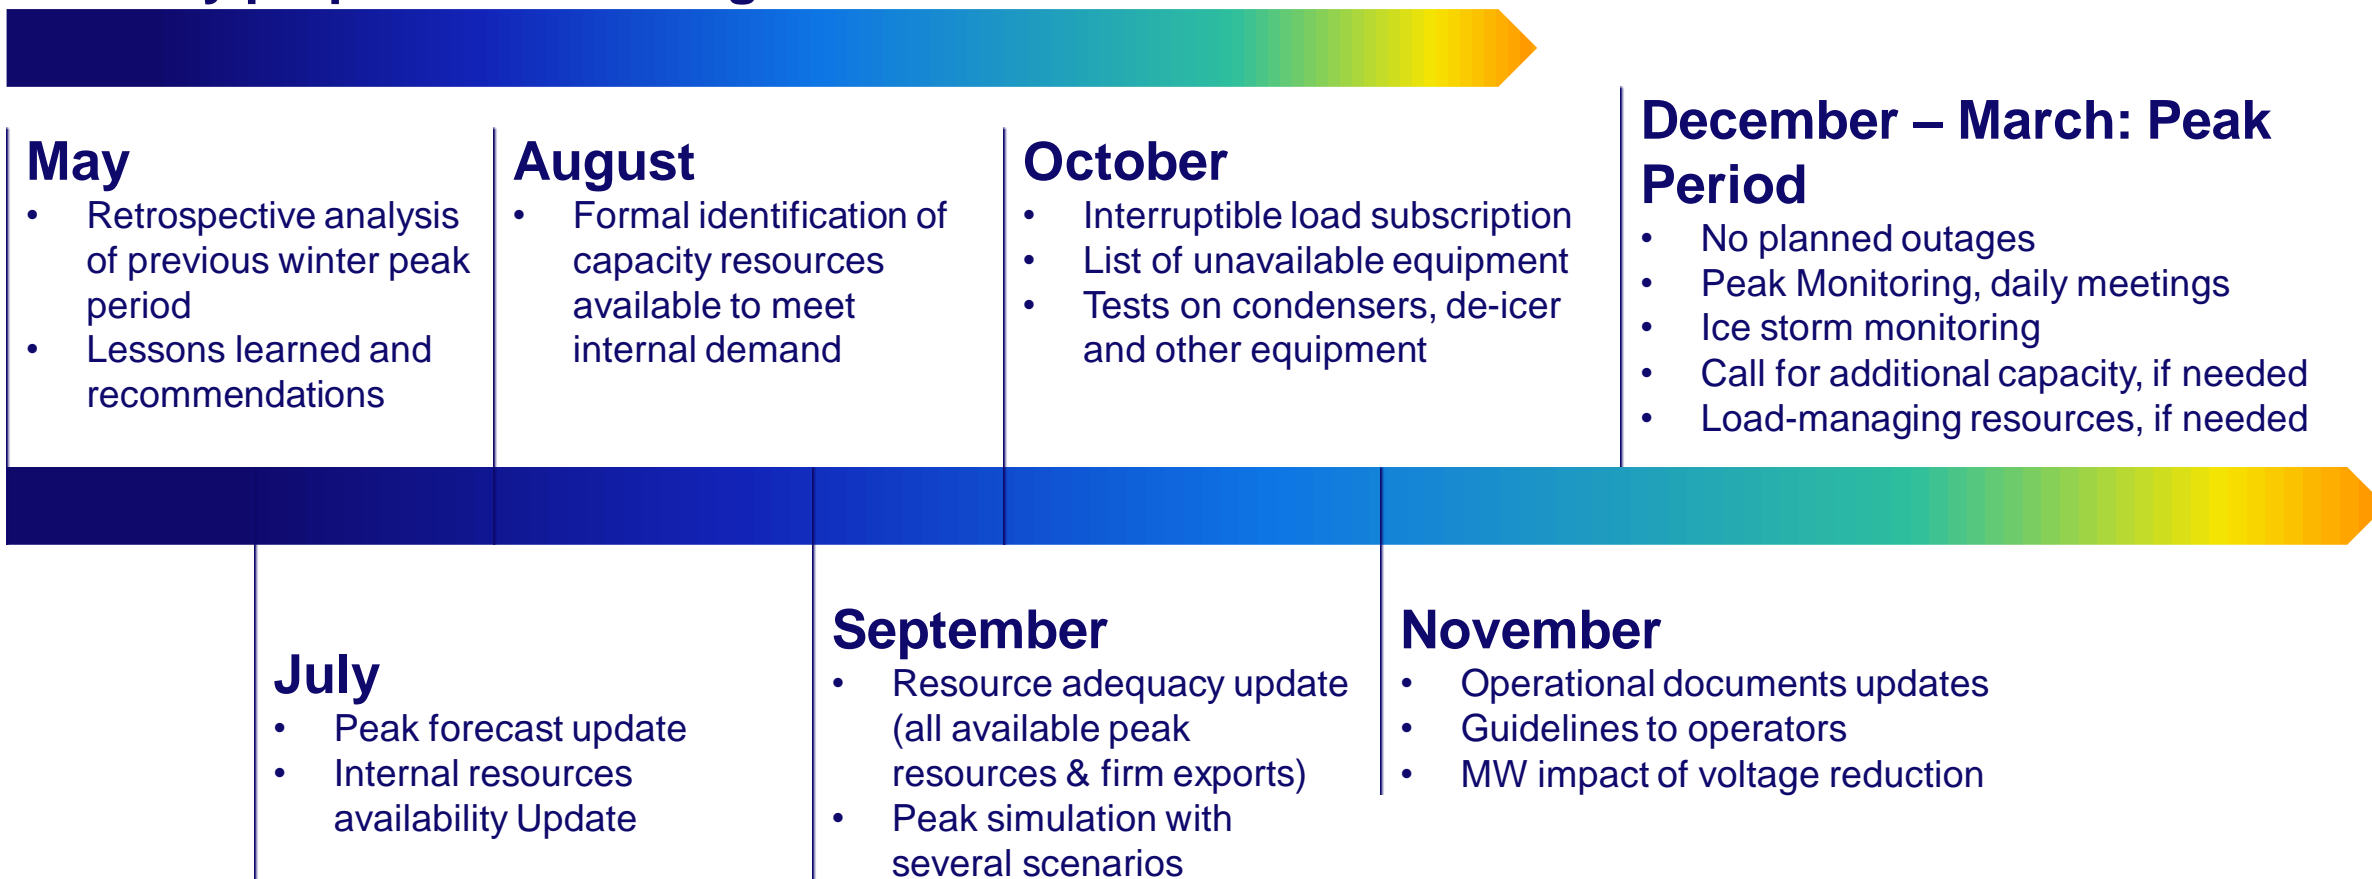 May
• Retrospective analysis
of previous winter peak
period
• Lessons learned and
recommendations
August
• Formal identification of
capacity resources
available to meet
internal demand
October
• Interruptible load subscription
• List of unavailable equipment
• Tests on condensers, de-icer
and other equipment
December – March: Peak
Period
• No planned outages
• Peak Monitoring, daily meetings
• Ice storm monitoring
• Call for additional capacity, if needed
• Load-managing resources, if needed
July
• Peak forecast update
• Internal resources
availability Update
September
• Resource adequacy update
(all available peak
resources & firm exports)
• Peak simulation with
several scenarios
November
• Operational documents updates
• Guidelines to operators
• MW impact of voltage reduction